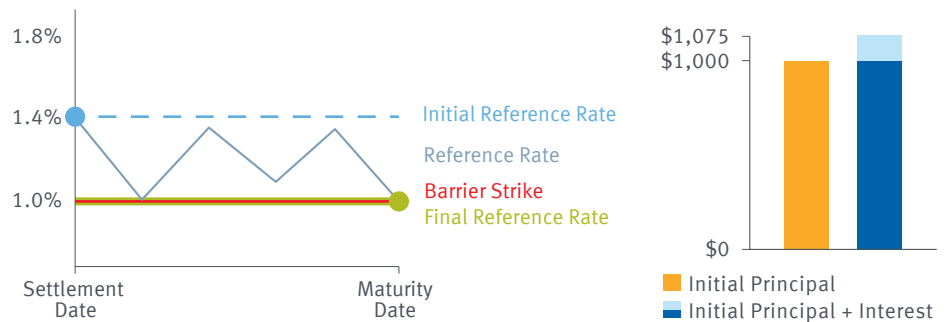 1.8%
1.4%
1.0%
Initial Reference Rate
Reference Rate
Barrier Strike
Final Reference Rate
Settlement
Date
Maturity
Date
$1,075
$1,000
$0
Initial Principal
Initial Principal + Interest